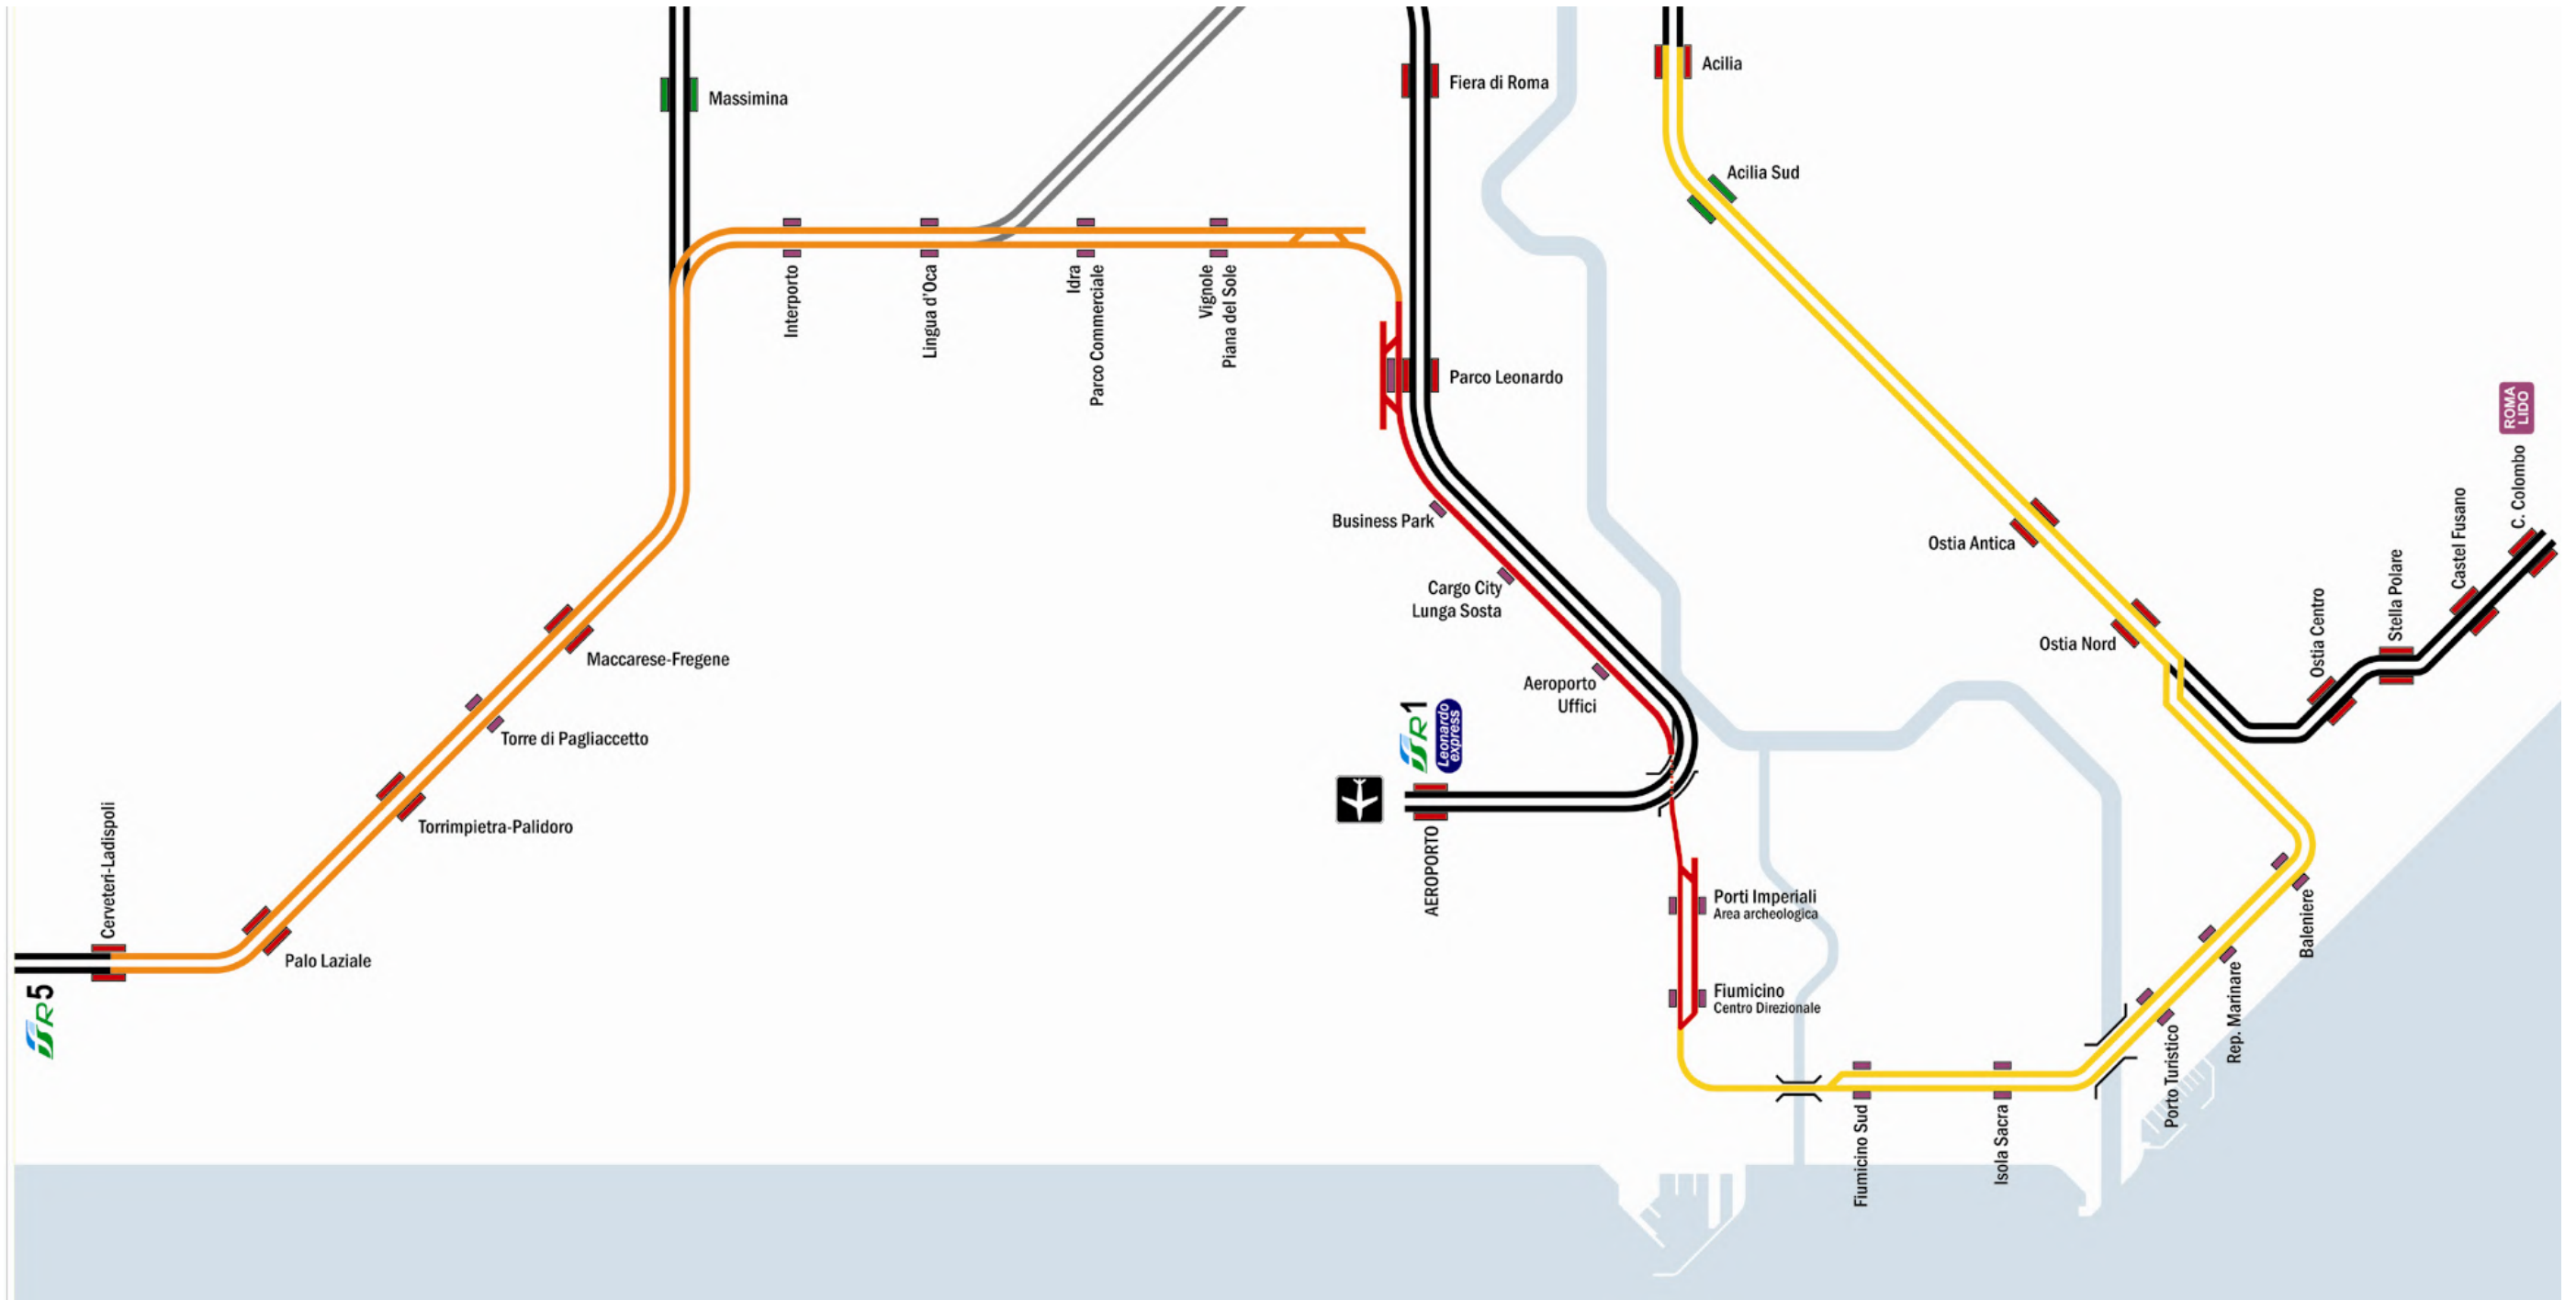 Massimina
Fiera di Roma
Acilia
Acilia Sud
Interporto
Lingua d'Oca
Idra
Parco Commerciale
Vignole
Piana del Sole
Parco Leonardo
ROMA
LIDO
Business Park
Cargo City
Lunga Sosta
Aeroporto
Uffici
Ostia Antica
Ostia Nord
Ostia Centro
Stella Polare
Castel Fusano
C. Colombo
Maccarese-Fregene
Torre di Pagliaccetto
Torrimpietra-Palidoro
Cerveteri-Ladispoli
Palo Laziale
FR5
FR1
Leonardo
express
AEROPORTO
Porti Imperiali
Area archeologica
Fiumicino
Centro Direzionale
Fiumicino Sud
Isola Sacra
Porto Turistico
Rep. Marinare
Baleniere